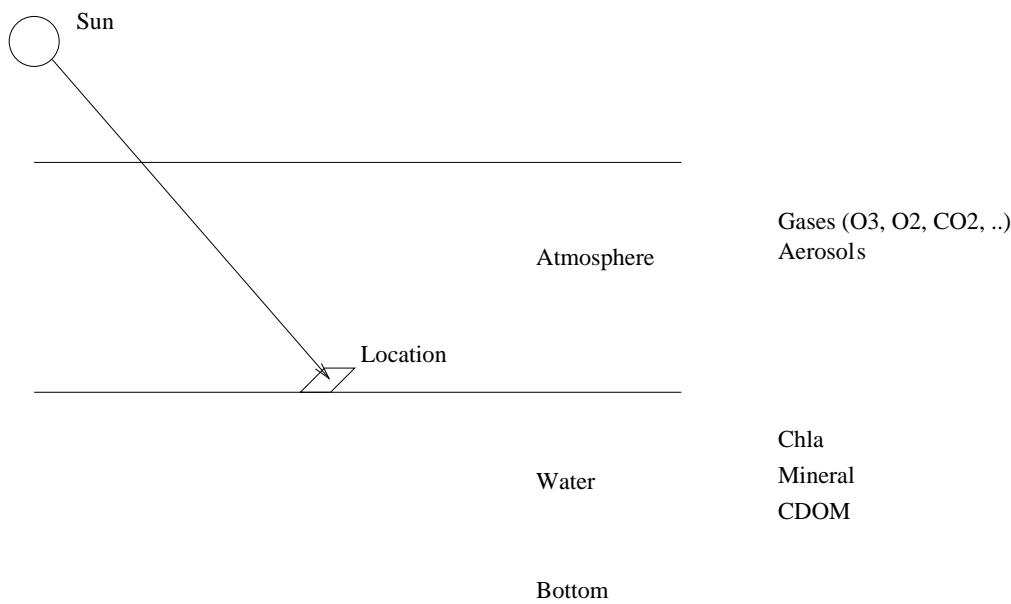 Sun
Gases (O3, O2, CO2, ..)
Atmosphere
Aerosols
Location
Chla
Water
Mineral
CDOM
Bottom